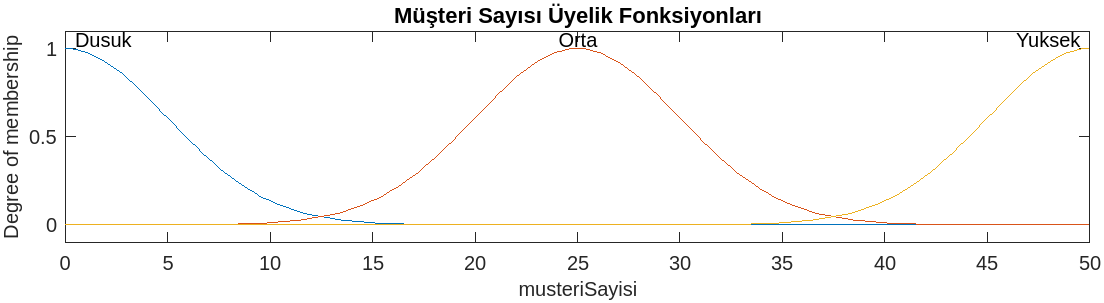 Müşteri Sayısı Üyelik Fonksiyonları
Dusuk Orta Yuksek
Degree of membership
1
0.5
0
0 5 10 15 20 25 30 35 40 45 50
musteriSayisi